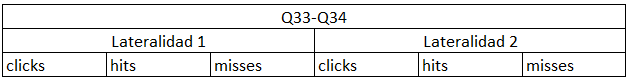 Q33-Q34
Lateralidad 1 Lateralidad 2
clicks hits misses clicks hits misses